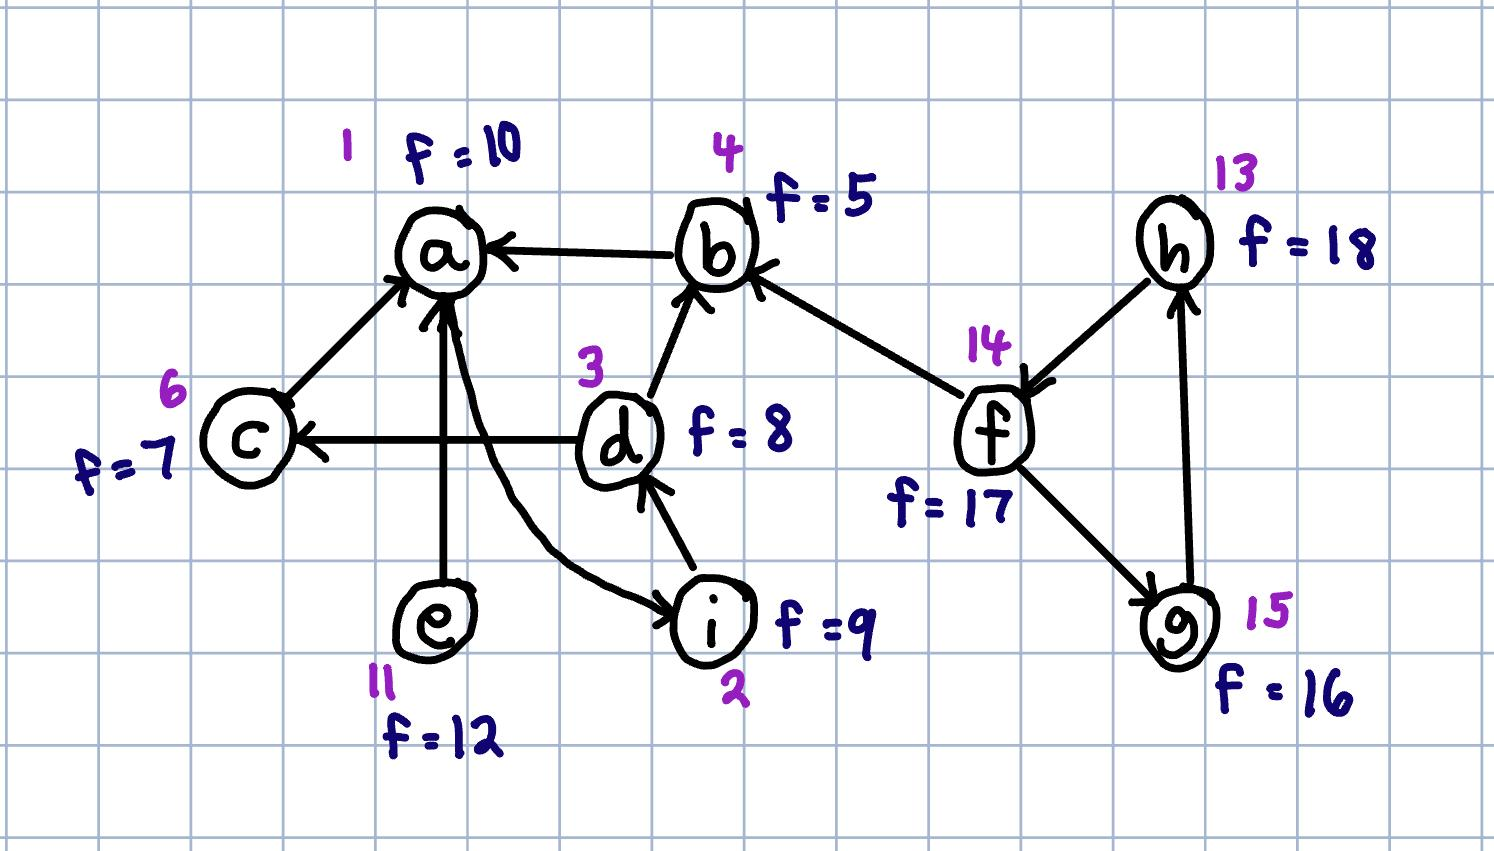 1 f = 10
4
f = 5
13
a
b
h
f = 18
14
3
6
c
d
f = 8
f
f = 7
f = 17
e
i
f = 9
g
15
11
2
f = 16
f = 12